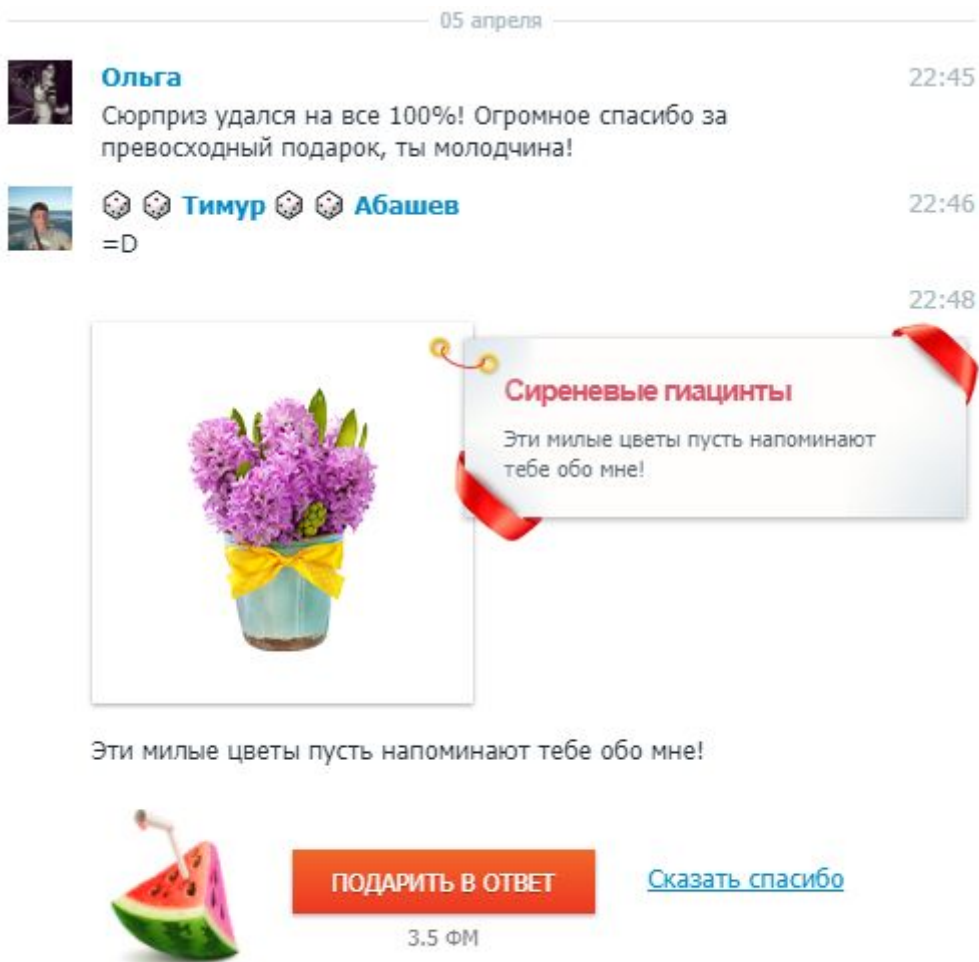 05 апреля
Ольга 22:45
Сюрприз удался на все 100%! Огромное спасибо за
превосходный подарок, ты молодчина!
Тимур Абашев 22:46
=D
22:48
Сиреневые гиацинты
Эти милые цветы пусть напоминают
тебе обо мне!
Эти милые цветы пусть напоминают тебе обо мне!
ПОДАРИТЬ В ОТВЕТ Сказать спасибо
3.5 ФМ